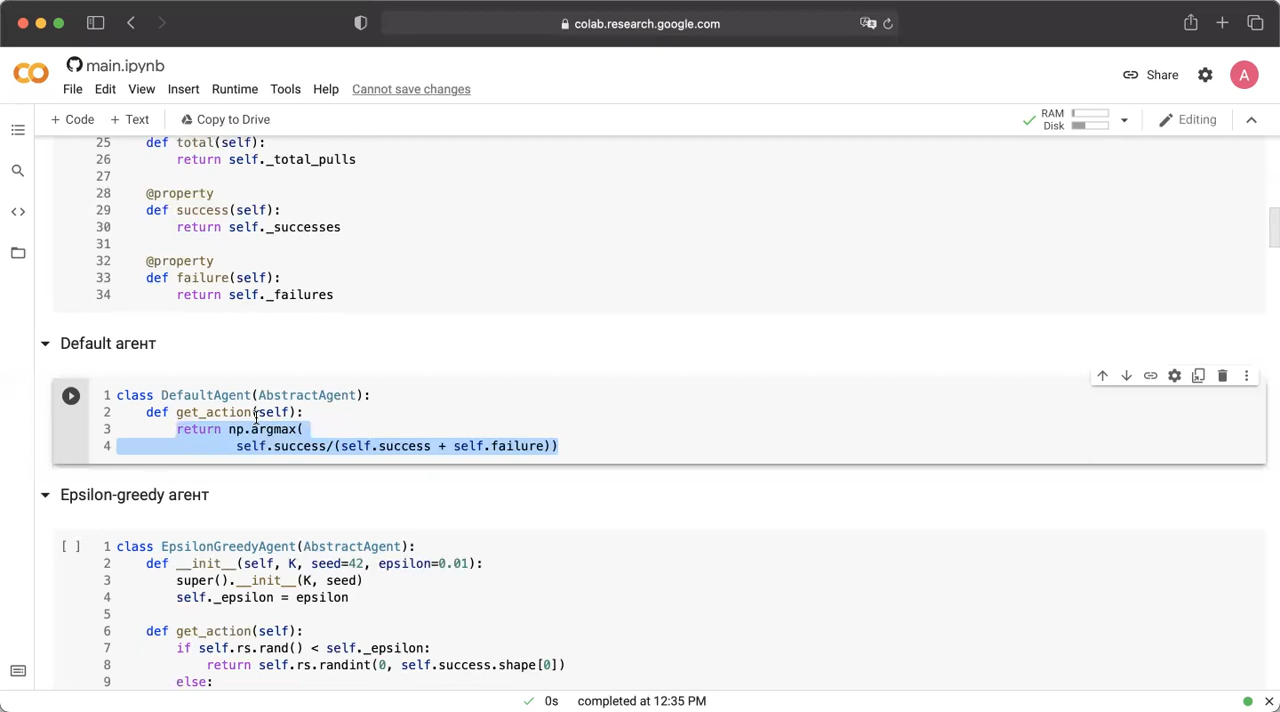 colab.research.google.com
main.ipynb
Share
A
File Edit View Insert Runtime Tools Help Cannot save changes
+ Code + Text Copy to Drive
RAM
Disk
Editing
25 def total(self):
26 return self._total_pulls
27
28 @property
29 def success(self):
30 return self._successes
31
32 @property
33 def failure(self):
34 return self._failures
Default агент
1 class DefaultAgent(AbstractAgent):
2 def get_action(self):
3 return np.argmax(
4 self.success/(self.success + self.failure))
Epsilon-greedy агент
[ ] 1 class EpsilonGreedyAgent(AbstractAgent):
2 def __init__(self, K, seed=42, epsilon=0.01):
3 super().__init__(K, seed)
4 self._epsilon = epsilon
5
6 def get_action(self):
7 if self.rs.rand() < self._epsilon:
8 return self.rs.randint(0, self.success.shape[0])
9 else:
0s completed at 12:35 PM